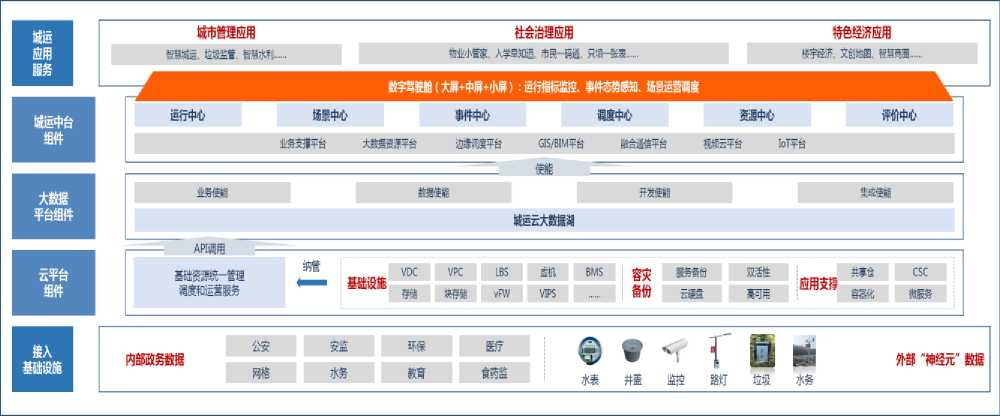 城运
应用
服务
城市管理应用
智慧城运、垃圾监管、智慧水利......
社会治理应用
物业小管家、入学早知道、市民一码通、只填一张表......
特色经济应用
楼宇经济、文创地图、智慧商圈......
数字驾驶舱（大屏+中屏+小屏）：运行指标监控、事件态势感知、场景运营调度
城运中台
组件
运行中心
场景中心
事件中心
调度中心
资源中心
评价中心
业务支撑平台
大数据资源平台
边缘调度平台
GIS/BIM平台
融合通信平台
视频云平台
IoT平台
使能
大数据
平台组件
业务使能
数据使能
开发使能
集成使能
城运云大数据湖
API调用
云平台
组件
基础资源统一管理
调度和运营服务
纳管
基础设施
VDC
VPC
LBS
虚机
BMS
存储
块存储
vFW
VIPS
......
容灾
备份
服务备份
双活性
云硬盘
高可用
应用支撑
共享仓
CSC
容器化
微服务
接入
基础设施
内部政务数据
公安
安监
环保
医疗
网格
水务
教育
食药监
水表
井盖
监控
路灯
垃圾
水务
外部“神经元”数据